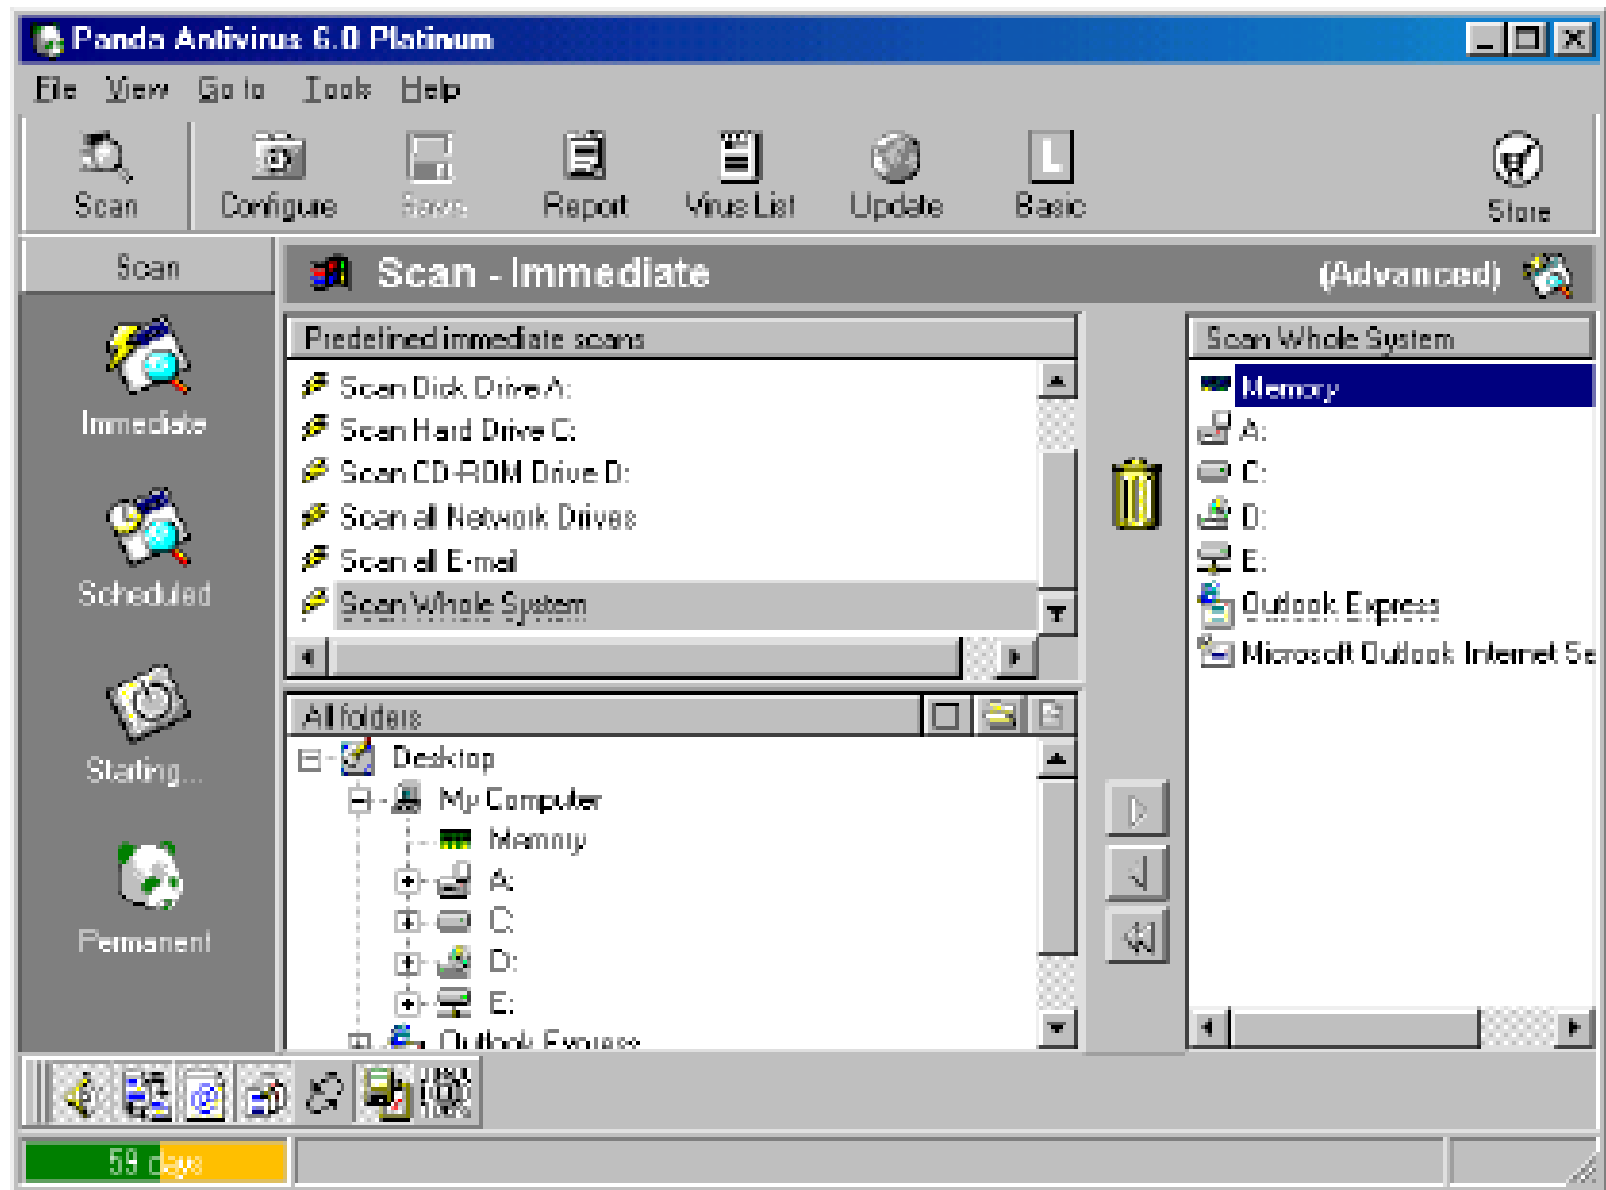 Panda Antivirus 6.0 Platinum
File View Go to Tools Help
Scan Configure Save Report Virus List Update Basic Store
Scan
Scan - Immediate (Advanced)
Immediate
Scheduled
Starting...
Permanent
Predefined immediate scans
Scan Disk Drive A:
Scan Hard Drive C:
Scan CD-ROM Drive D:
Scan all Network Drives
Scan all E-mail
Scan Whole System
All folders
Desktop
My Computer
Memory
A:
C:
D:
E:
Outlook Express
Scan Whole System
Memory
A:
C:
D:
E:
Outlook Express
Microsoft Outlook Internet Se
59 days